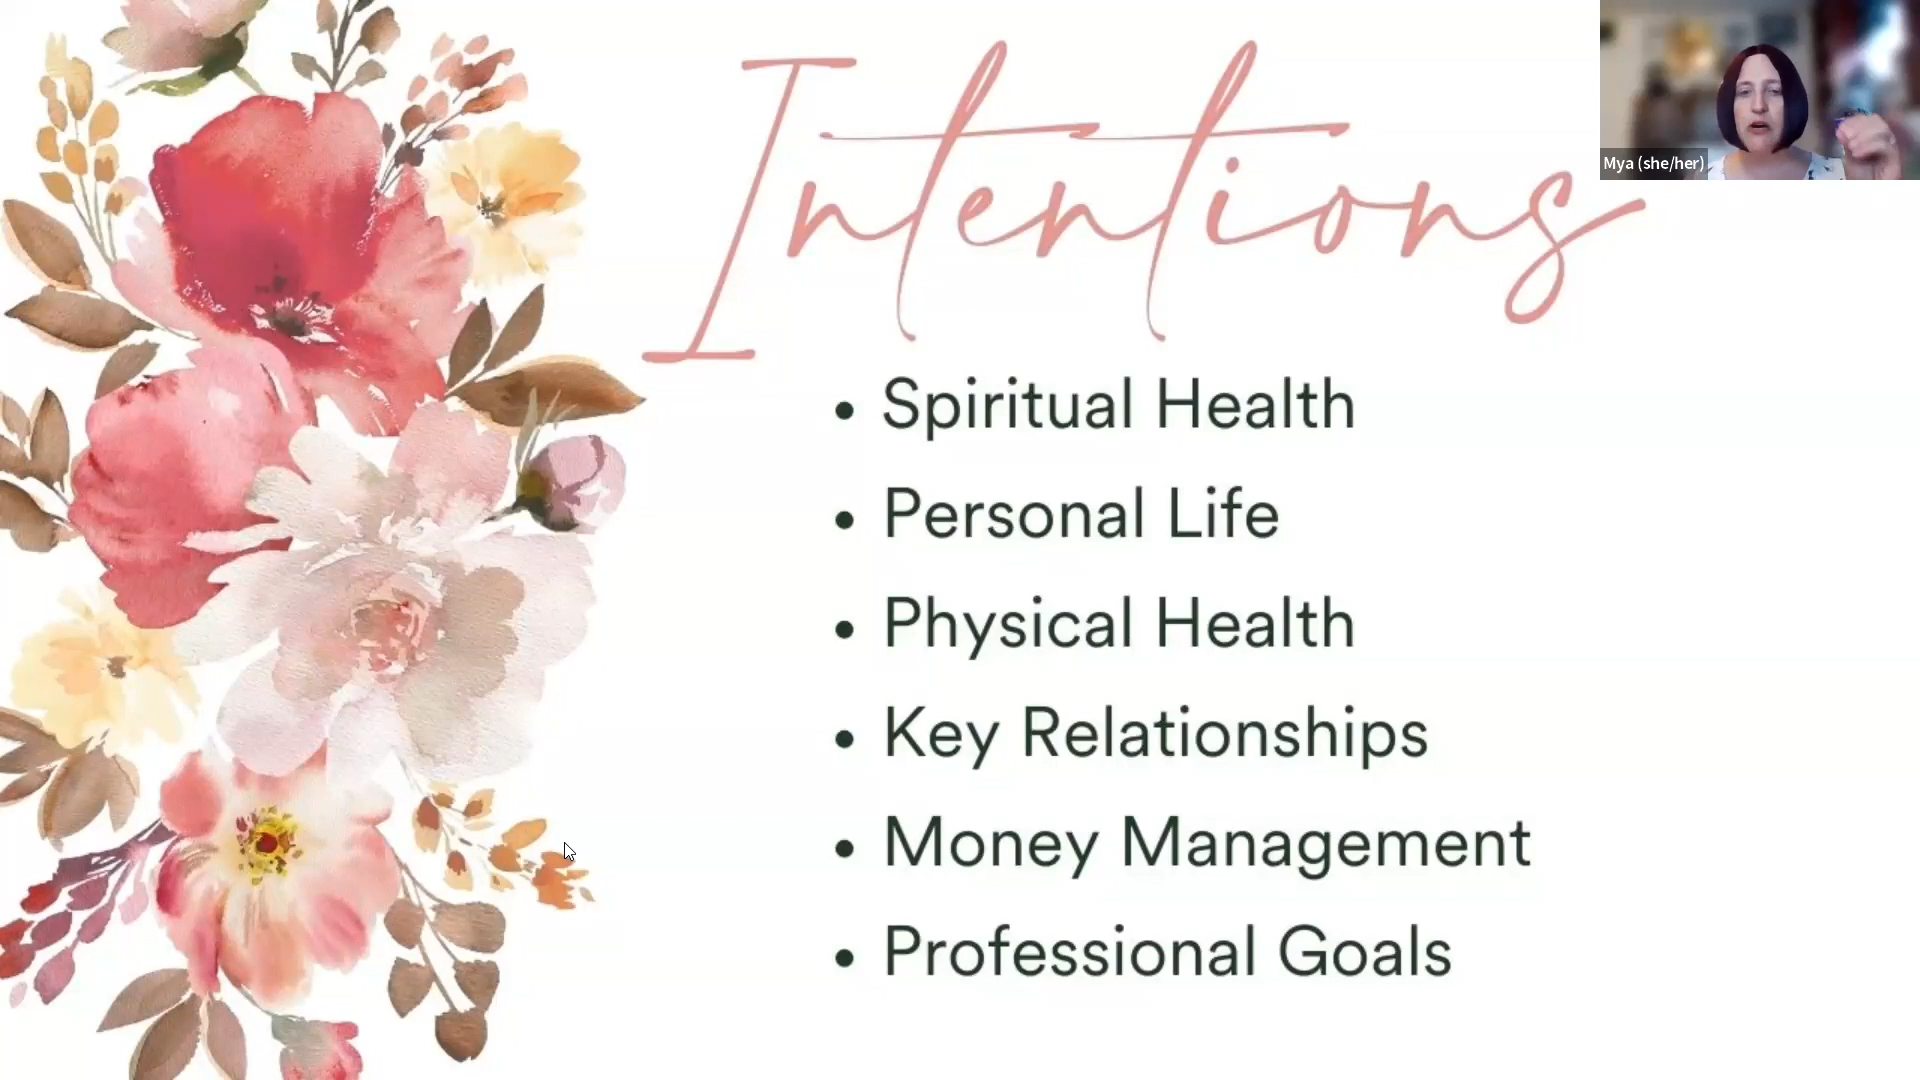 Intentions
Mya (she/her)
• Spiritual Health
• Personal Life
• Physical Health
• Key Relationships
• Money Management
• Professional Goals